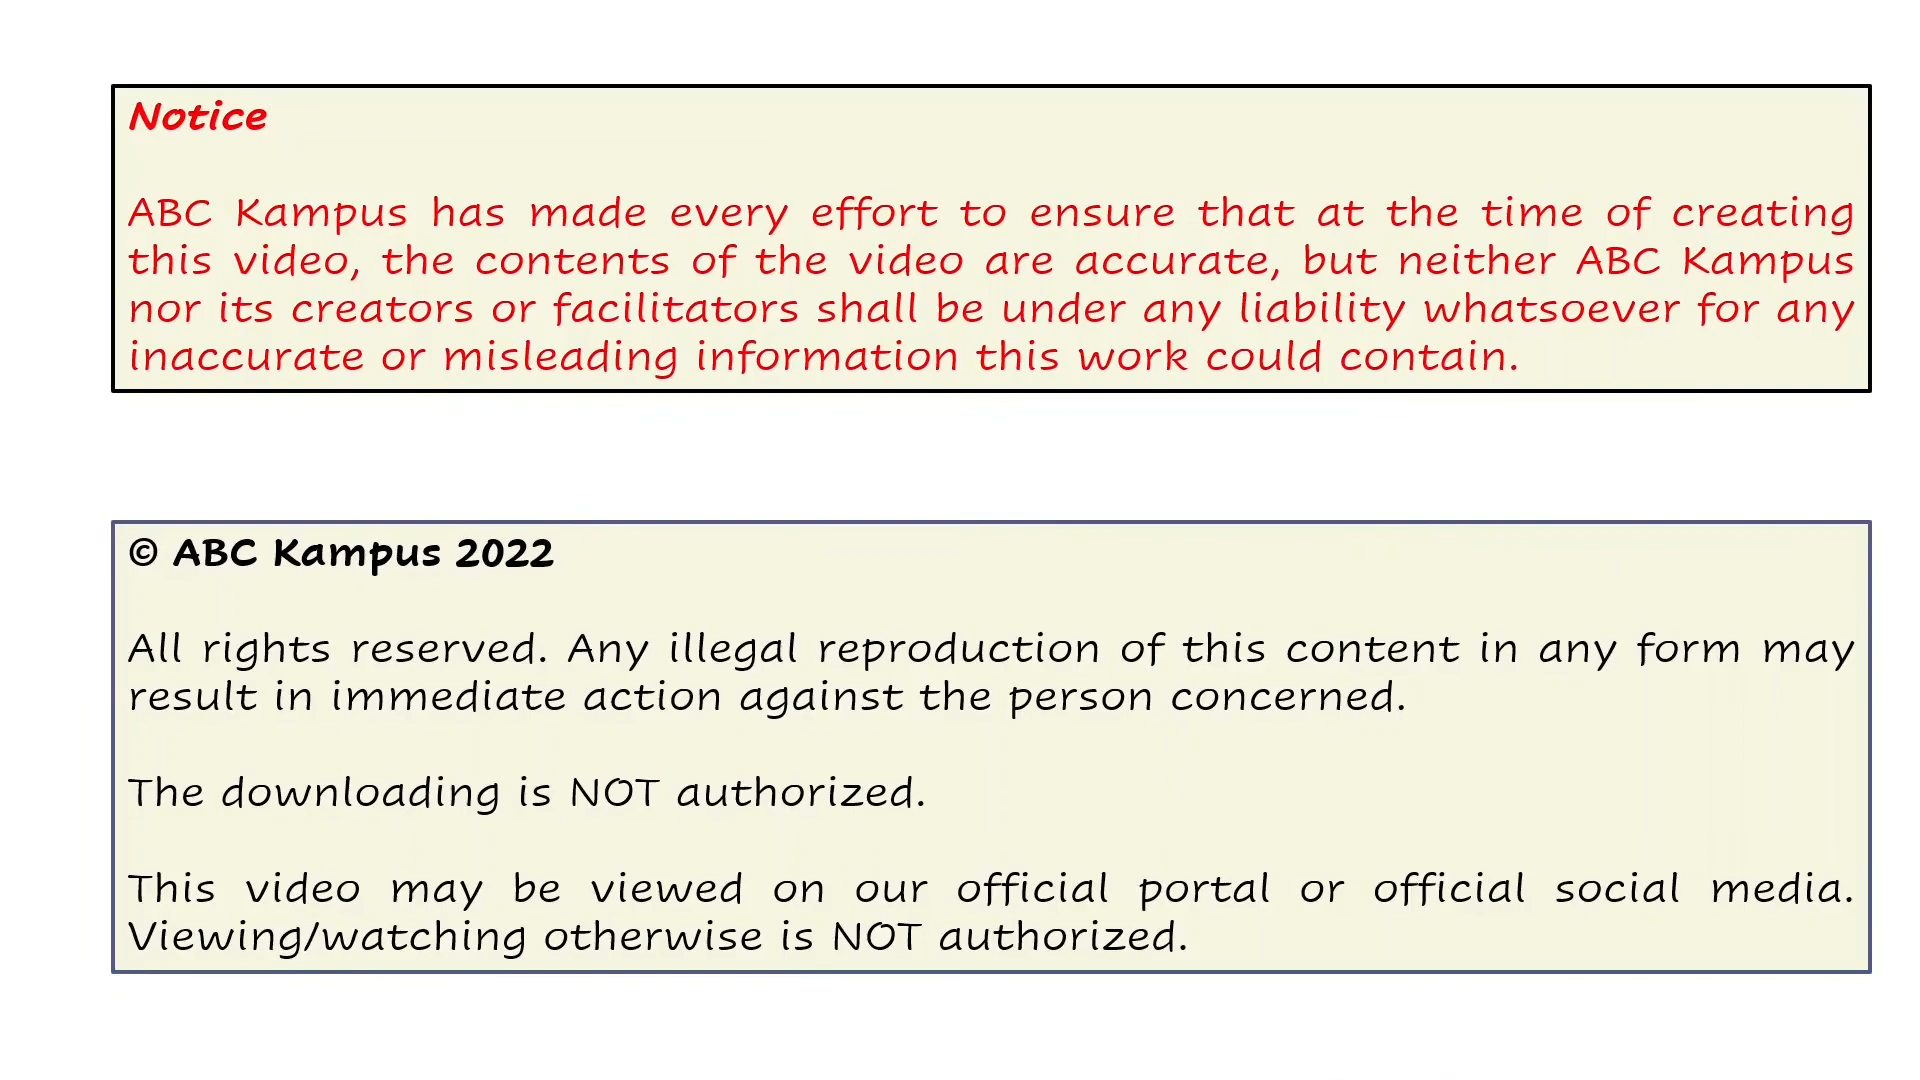 Notice
ABC Kampus has made every effort to ensure that at the time of creating
this video, the contents of the video are accurate, but neither ABC Kampus
nor its creators or facilitators shall be under any liability whatsoever for any
inaccurate or misleading information this work could contain.
© ABC Kampus 2022
All rights reserved. Any illegal reproduction of this content in any form may
result in immediate action against the person concerned.
The downloading is NOT authorized.
This video may be viewed on our official portal or official social media.
Viewing/watching otherwise is NOT authorized.